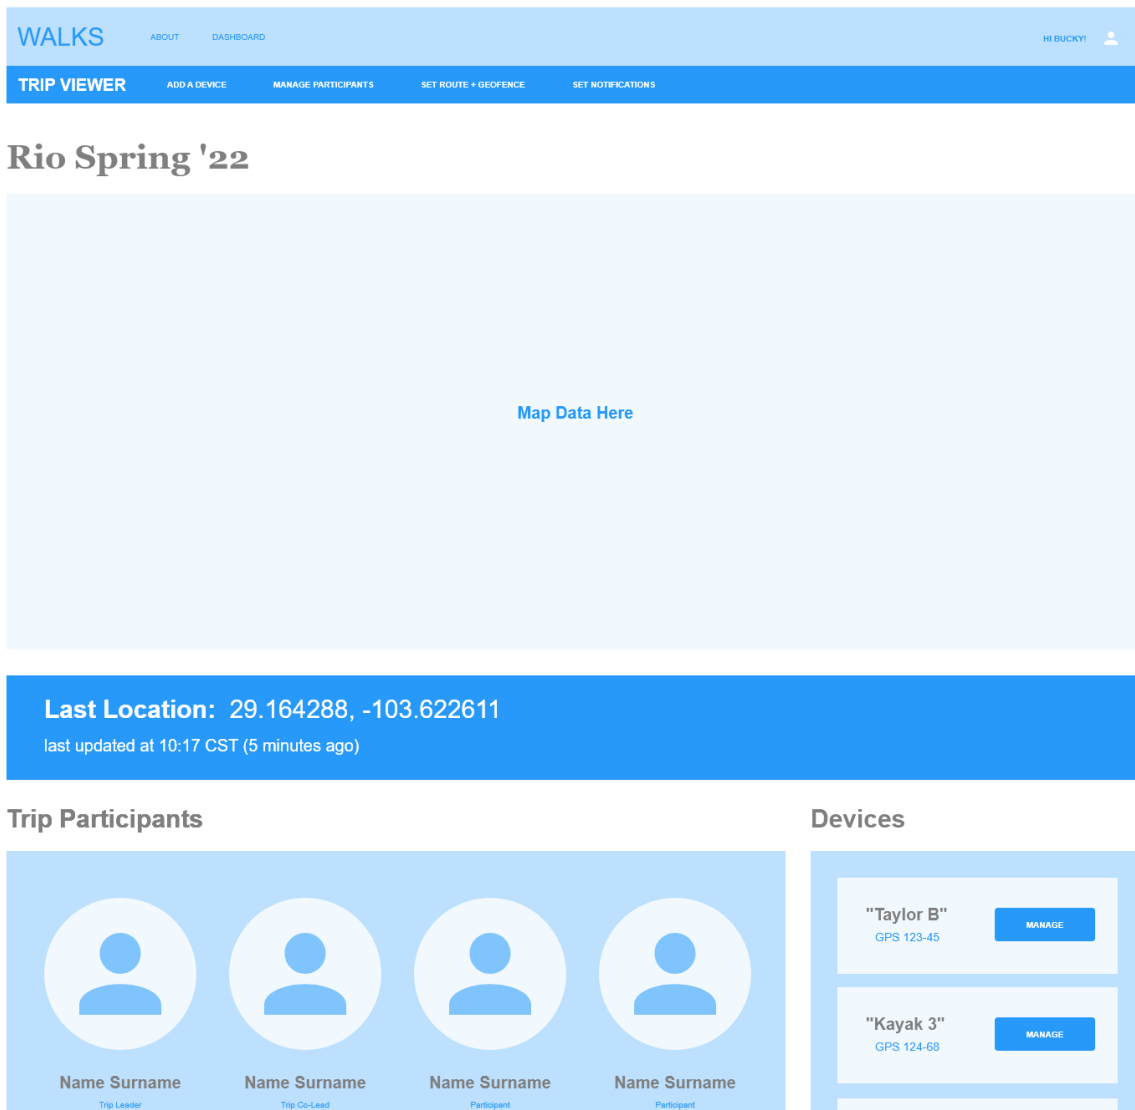 WALKS ABOUT DASHBOARD HI BUCKY!
TRIP VIEWER ADD A DEVICE MANAGE PARTICIPANTS SET ROUTE + GEOFENCE SET NOTIFICATIONS
Rio Spring '22
Map Data Here
Last Location: 29.164288, -103.622611
last updated at 10:17 CST (5 minutes ago)
Trip Participants
Name Surname
Trip Leader
Name Surname
Trip Co-Lead
Name Surname
Participant
Name Surname
Participant
Devices
"Taylor B"
GPS 123-45
MANAGE
"Kayak 3"
GPS 124-68
MANAGE